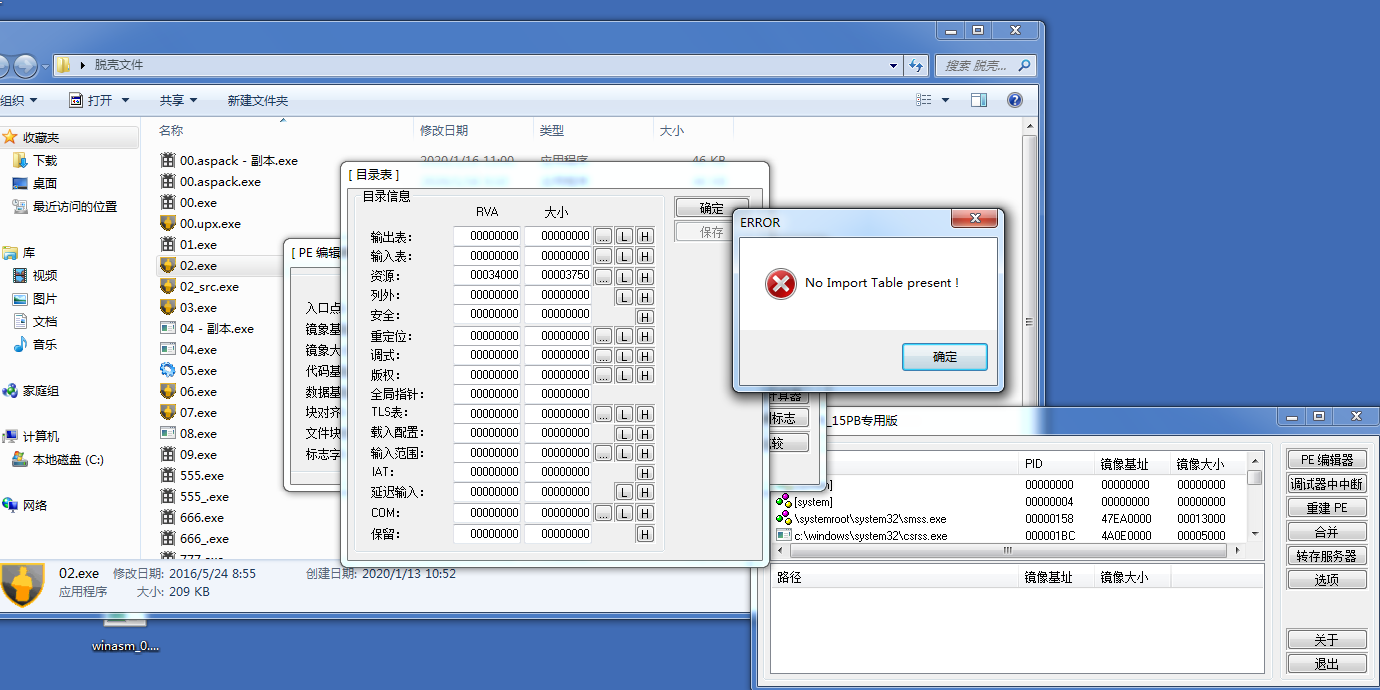 脱壳文件
搜索 脱壳...
组织 打开 共享 新建文件夹
名称 修改日期 类型 大小
收藏夹
下载
桌面
最近访问的位置
库
视频
图片
文档
音乐
家庭组
计算机
本地磁盘 (C:)
网络
00.aspack - 副本.exe 2020/1/16 11:00 应用程序 46 KB
00.aspack.exe
00.exe
00.upx.exe
01.exe
02.exe
02_src.exe
03.exe
04 - 副本.exe
04.exe
05.exe
06.exe
07.exe
08.exe
09.exe
555.exe
555_.exe
666.exe
666_.exe
777.exe
02.exe 修改日期: 2016/5/24 8:55 创建日期: 2020/1/13 10:52
应用程序 大小: 209 KB
winasm_0....
[ PE 编辑
入口点
镜象基
镜象大
代码基
数据基
块对齐
文件块
标志字
计算器
标志
较
[ 目录表 ]
目录信息
RVA 大小
确定
保存
输出表: 00000000 00000000 ... L H
输入表: 00000000 00000000 ... L H
资源: 00034000 00003750 ... L H
列外: 00000000 00000000 L H
安全: 00000000 00000000 H
重定位: 00000000 00000000 ... L H
调式: 00000000 00000000 ... L H
版权: 00000000 00000000 ... L H
全局指针: 00000000 00000000
TLS表: 00000000 00000000 ... L H
载入配置: 00000000 00000000 L H
输入范围: 00000000 00000000 ... L H
IAT: 00000000 00000000 H
延迟输入: 00000000 00000000 L H
COM: 00000000 00000000 ... L H
保留: 00000000 00000000 H
ERROR
No Import Table present !
确定
_15PB专用版
PID 镜像基址 镜像大小
] 00000000 00000000 00000000
[system] 00000004 00000000 00000000
\systemroot\system32\smss.exe 00000158 47EA0000 00013000
c:\windows\system32\csrss.exe 000001BC 4A0E0000 00005000
路径 镜像基址 镜像大小
PE 编辑器
调试器中中断
重建 PE
合并
转存服务器
选项
关于
退出